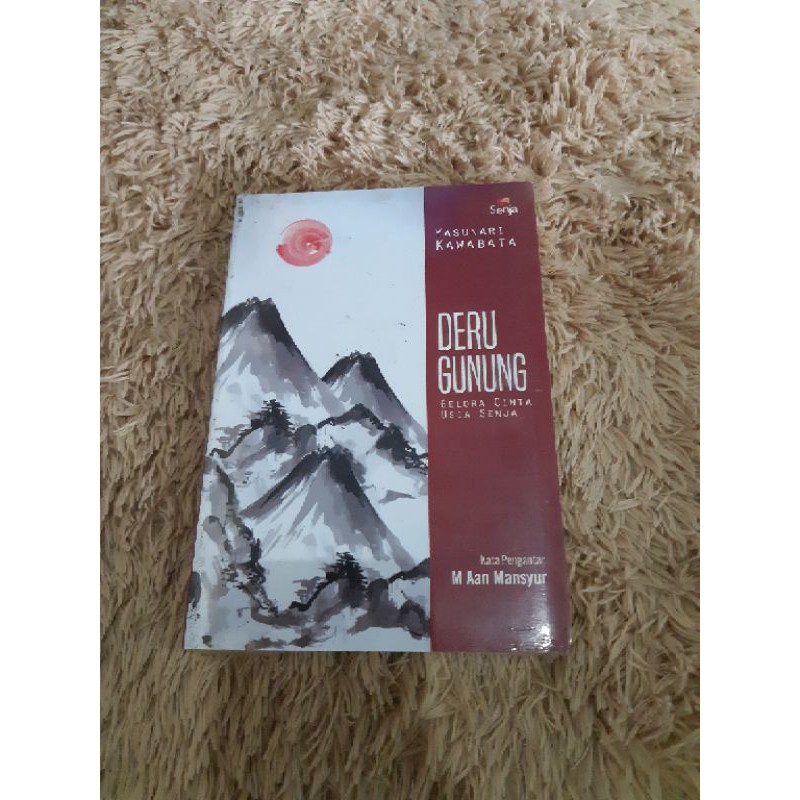 Senja
YASUNARI
KAWABATA
DERU
GUNUNG
GELORA CINTA
USIA SENJA
Kata Pengantar
M Aan Mansyur